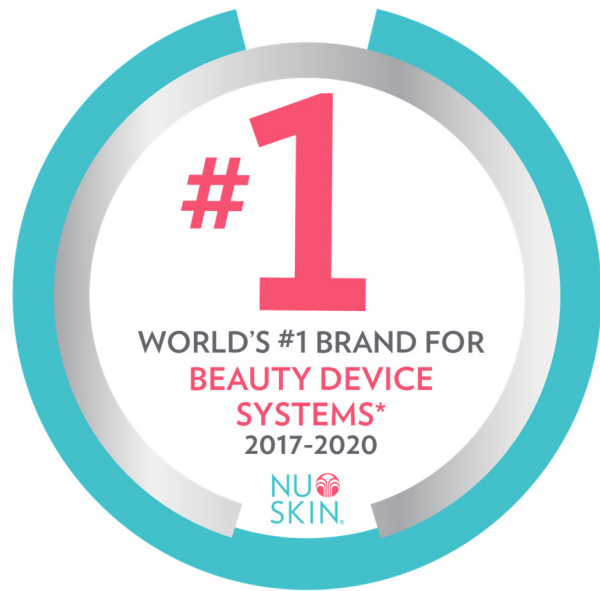 #1
WORLD'S #1 BRAND FOR
BEAUTY DEVICE
SYSTEMS*
2017-2020
NU
SKIN®